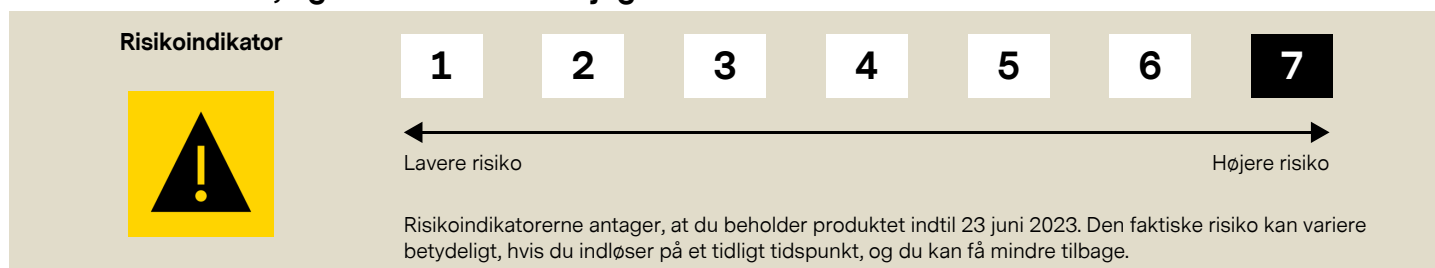 Risikoindikator
1 2 3 4 5 6 7
Lavere risiko Højere risiko
Risikoindikatorerne antager, at du beholder produktet indtil 23 juni 2023. Den faktiske risiko kan variere
betydeligt, hvis du indløser på et tidligt tidspunkt, og du kan få mindre tilbage.